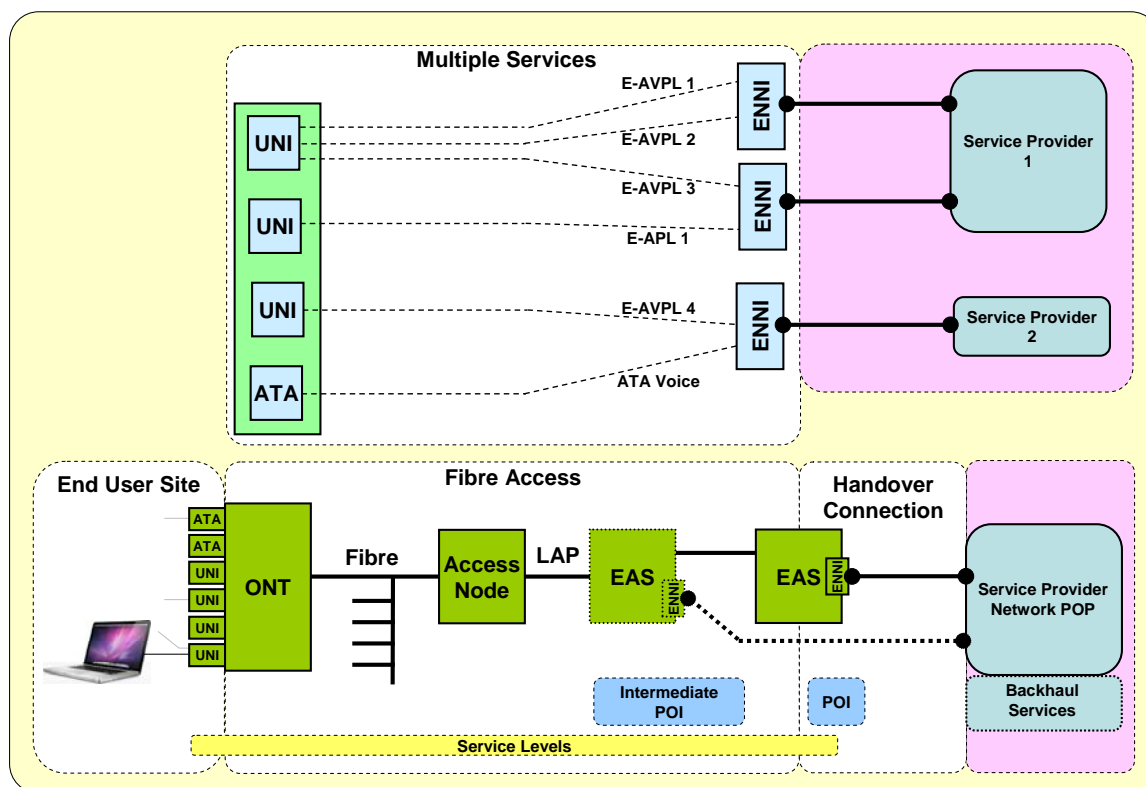 Multiple Services
E-AVPL 1
UNI
ENNI
E-AVPL 2
Service Provider
1
E-AVPL 3
ENNI
UNI
E-APL 1
UNI
E-AVPL 4
ENNI
Service Provider
2
ATA
ATA Voice
End User Site
Fibre Access
Handover
Connection
ATA
ATA
UNI
UNI
UNI
UNI
ONT
Fibre
Access
Node
LAP
EAS
ENNI
EAS
ENNI
Service Provider
Network POP
Intermediate
POI
POI
Backhaul
Services
Service Levels